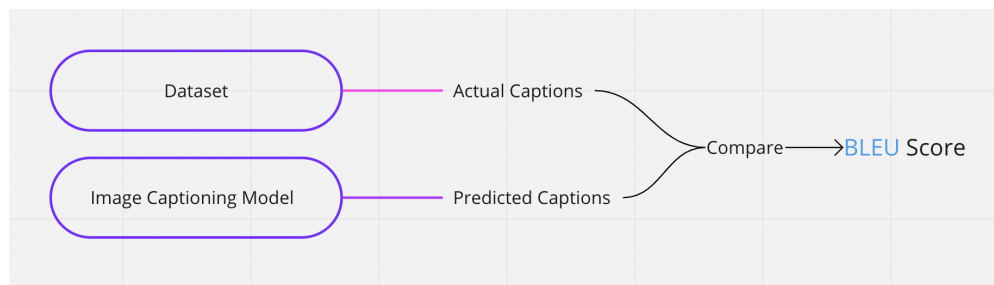 Dataset
Actual Captions
Compare
BLEU Score
Image Captioning Model
Predicted Captions